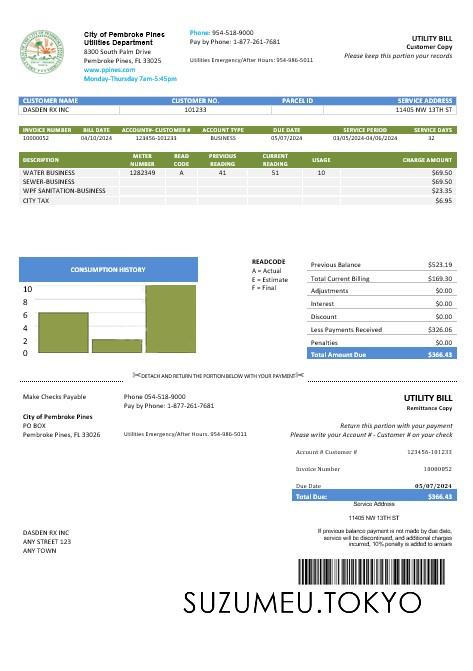 City of Pembroke Pines
Utilities Department
8300 South Palm Drive
Pembroke Pines, FL 33025
www.ppines.com
Monday-Thursday 7am-5:45pm
Phone: 954-518-9000
Pay by Phone: 1-877-261-7681
Utilities Emergency/After Hours: 954-986-5011
UTILITY BILL
Customer Copy
Please keep this portion your records
CUSTOMER NAME CUSTOMER NO. PARCEL ID SERVICE ADDRESS
DASDEN RX INC 101233 11405 NW 13TH ST
INVOICE NUMBER BILL DATE ACCOUNT#-CUSTOMER # ACCOUNT TYPE DUE DATE SERVICE PERIOD SERVICE DAYS
10000052 04/10/2024 123456-101233 BUSINESS 05/07/2024 03/05/2024-04/06/2024 32
DESCRIPTION METER NUMBER READ CODE PREVIOUS READING CURRENT READING USAGE CHARGE AMOUNT
WATER BUSINESS 1282349 A 41 51 10 $69.50
SEWER-BUSINESS $69.50
WPF SANITATION-BUSINESS $23.35
CITY TAX $6.95
CONSUMPTION HISTORY
10
8
6
4
2
0
READCODE
A = Actual
E = Estimate
F = Final
Previous Balance $523.19
Total Current Billing $169.30
Adjustments $0.00
Interest $0.00
Discount $0.00
Less Payments Received $326.06
Penalties $0.00
Total Amount Due $366.43
DETACH AND RETURN THE PORTION BELOW WITH YOUR PAYMENT
Make Checks Payable
City of Pembroke Pines
PO BOX
Pembroke Pines, FL 33026
Phone 054-518-9000
Pay by Phone: 1-877-261-7681
Utilities Emergency/After Hours. 954-986-5011
UTILITY BILL
Remittance Copy
Return this portion with your payment
Please write your Account # - Customer # on your check
Account # Customer # 123456-101233
Invoice Number 10000052
Due Date 05/07/2024
Total Due: $366.43
Service Address
11405 NW 13TH ST
If previous balance payment is not made by due date,
service will be discontinued, and additional charges
incurred, 10% penalty is added to arrears
DASDEN RX INC
ANY STREET 123
ANY TOWN
SUZUMEU.TOKYO